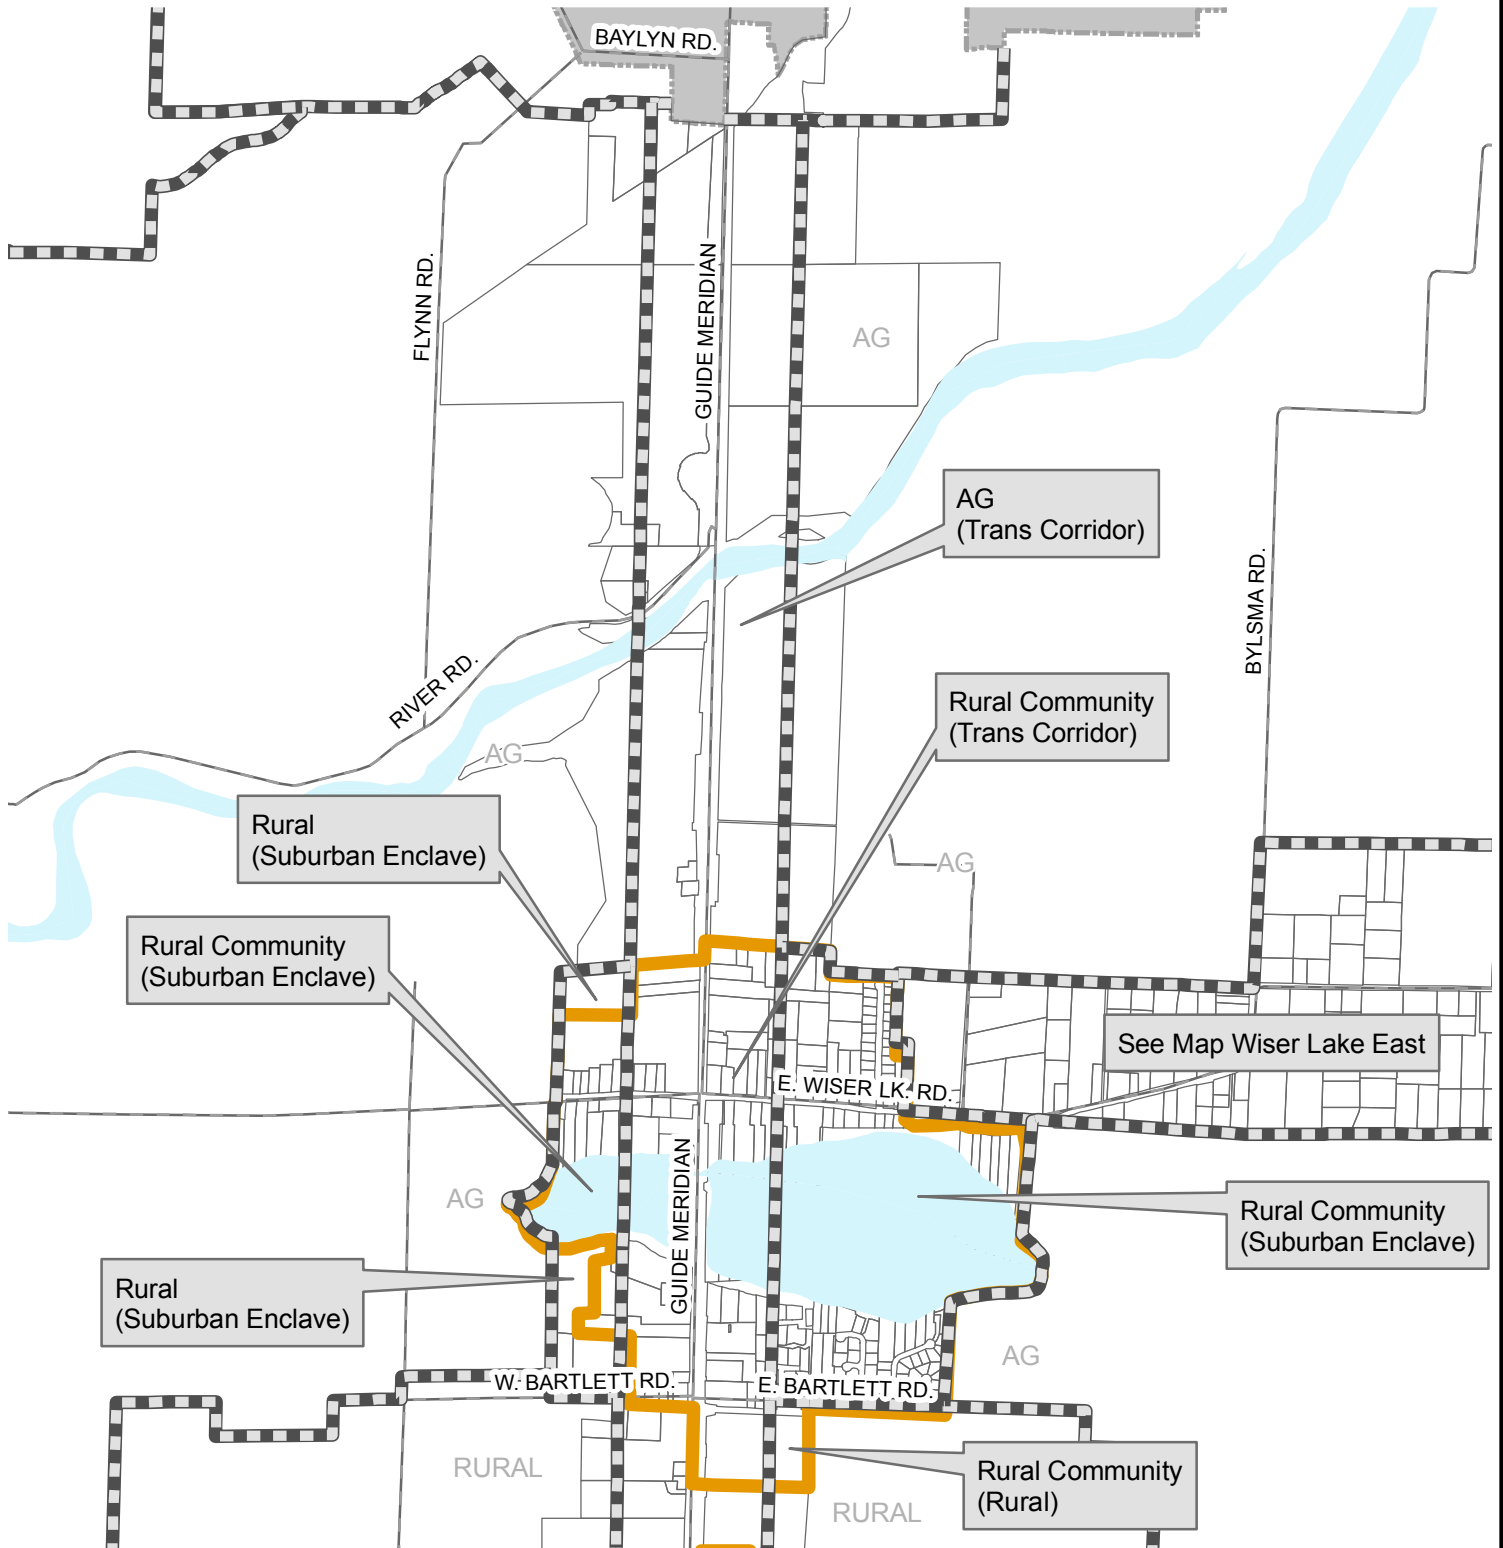 BAYLYN RD.
FLYNN RD.
GUIDE MERIDIAN
AG
AG
(Trans Corridor)
BYLSMA RD.
RIVER RD.
Rural Community
(Trans Corridor)
AG
Rural
(Suburban Enclave)
AG
Rural Community
(Suburban Enclave)
See Map Wiser Lake East
E. WISER LK. RD.
GUIDE MERIDIAN
AG
Rural Community
(Suburban Enclave)
Rural
(Suburban Enclave)
AG
W. BARTLETT RD.
E. BARTLETT RD.
RURAL
Rural Community
(Rural)
RURAL